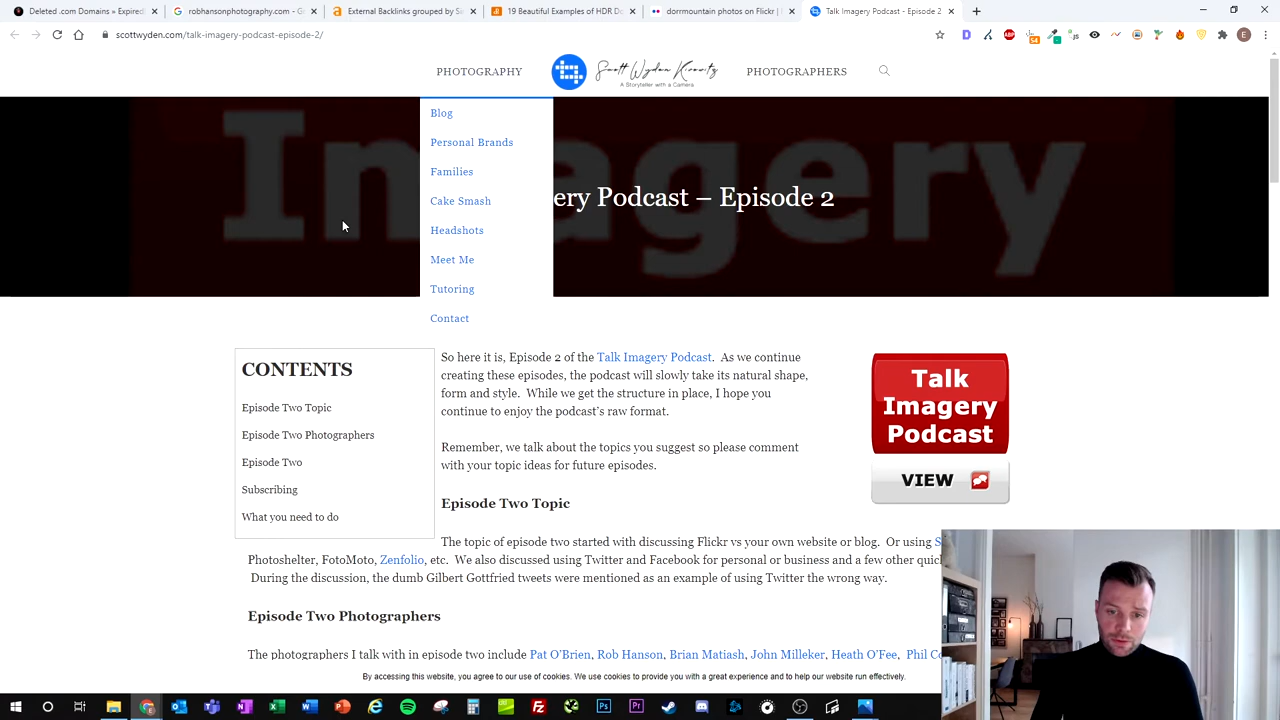 Deleted .com Domains » Expired
robhansonphotography.com - G
External Backlinks grouped by Si
19 Beautiful Examples of HDR Do
dorrmountain photos on Flickr |
Talk Imagery Podcast - Episode 2
scottwyden.com/talk-imagery-podcast-episode-2/
PHOTOGRAPHY
Scott Wyden Kivowitz
A Storyteller with a Camera.
PHOTOGRAPHERS
Blog
Personal Brands
Families
Cake Smash
Headshots
Meet Me
Tutoring
Contact
Imagery
ery Podcast – Episode 2
CONTENTS
Episode Two Topic
Episode Two Photographers
Episode Two
Subscribing
What you need to do
So here it is, Episode 2 of the Talk Imagery Podcast. As we continue
creating these episodes, the podcast will slowly take its natural shape,
form and style. While we get the structure in place, I hope you
continue to enjoy the podcast's raw format.
Remember, we talk about the topics you suggest so please comment
with your topic ideas for future episodes.
Talk
Imagery
Podcast
VIEW
Episode Two Topic
The topic of episode two started with discussing Flickr vs your own website or blog. Or using S
Photoshelter, FotoMoto, Zenfolio, etc. We also discussed using Twitter and Facebook for personal or business and a few other quic
During the discussion, the dumb Gilbert Gottfried tweets were mentioned as an example of using Twitter the wrong way.
Episode Two Photographers
The photographers I talk with in episode two include Pat O'Brien, Rob Hanson, Brian Matiash, John Milleker, Heath O'Fee, Phil Co
By accessing this website, you agree to our use of cookies. We use cookies to provide you with a great experience and to help our website run effectively.